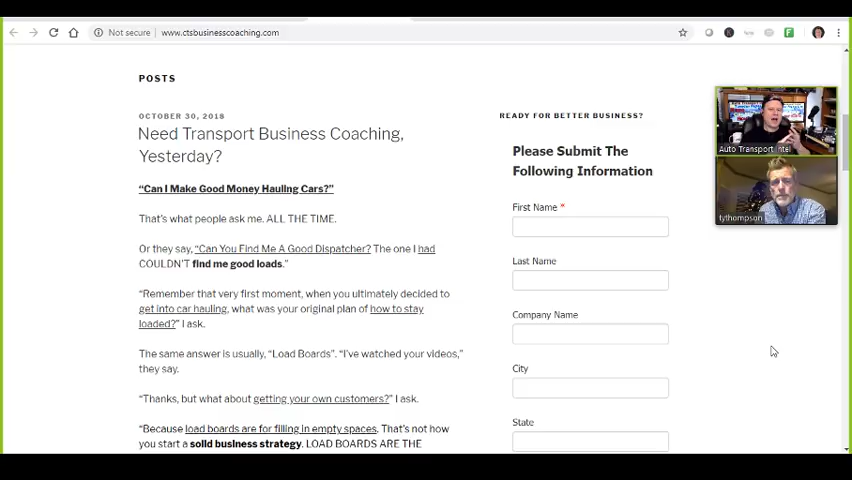 Not secure
www.ctsbusinesscoaching.com
POSTS
OCTOBER 30, 2018
Need Transport Business Coaching,
Yesterday?
“Can I Make Good Money Hauling Cars?”
That’s what people ask me. ALL THE TIME.
Or they say, “Can You Find Me A Good Dispatcher? The one I had
COULDN’T find me good loads.”
“Remember that very first moment, when you ultimately decided to
get into car hauling, what was your original plan of how to stay
loaded?” I ask.
The same answer is usually, “Load Boards”. “I’ve watched your videos,”
they say.
“Thanks, but what about getting your own customers?” I ask.
“Because load boards are for filling in empty spaces. That’s not how
you start a solid business strategy. LOAD BOARDS ARE THE
READY FOR BETTER BUSINESS?
Please Submit The
Following Information
First Name *
Last Name
Company Name
City
State
Auto Transport Intel
tythompson